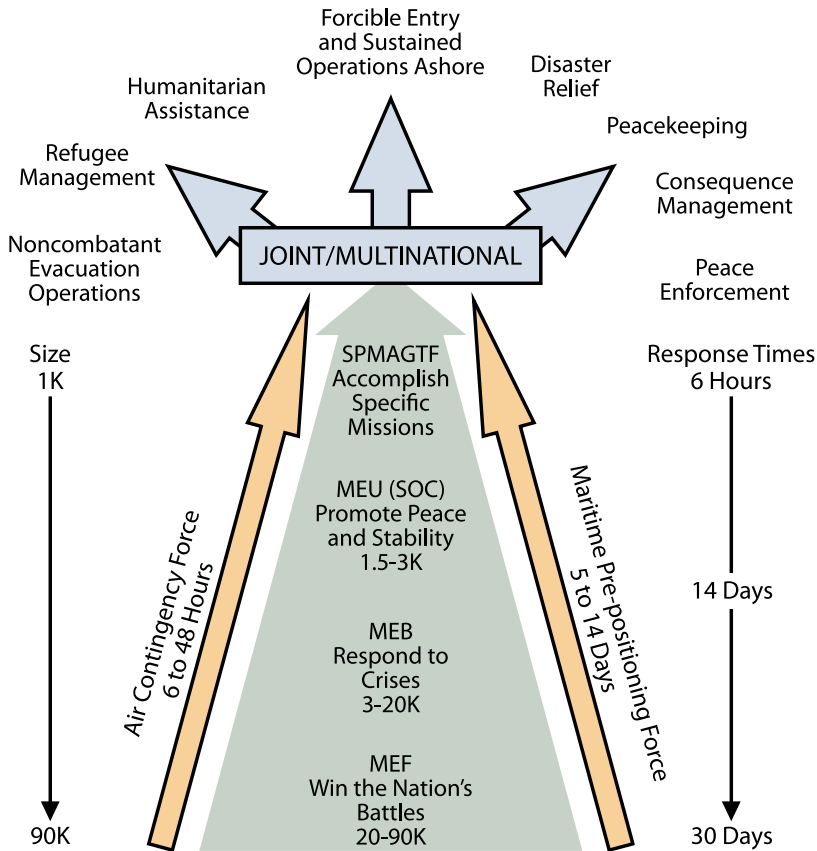 Forcible Entry
and Sustained
Operations Ashore
Humanitarian
Assistance
Disaster
Relief
Refugee
Management
Peacekeeping
Consequence
Management
Noncombatant
Evacuation
Operations
JOINT/MULTINATIONAL
Peace
Enforcement
Size
1K
SPMAGTF
Accomplish
Specific
Missions
Response Times
6 Hours
MEU (SOC)
Promote Peace
and Stability
1.5-3K
Air Contingency Force
6 to 48 Hours
Maritime Pre-positioning Force
5 to 14 Days
14 Days
MEB
Respond to
Crises
3-20K
MEF
Win the Nation's
Battles
20-90K
90K
30 Days